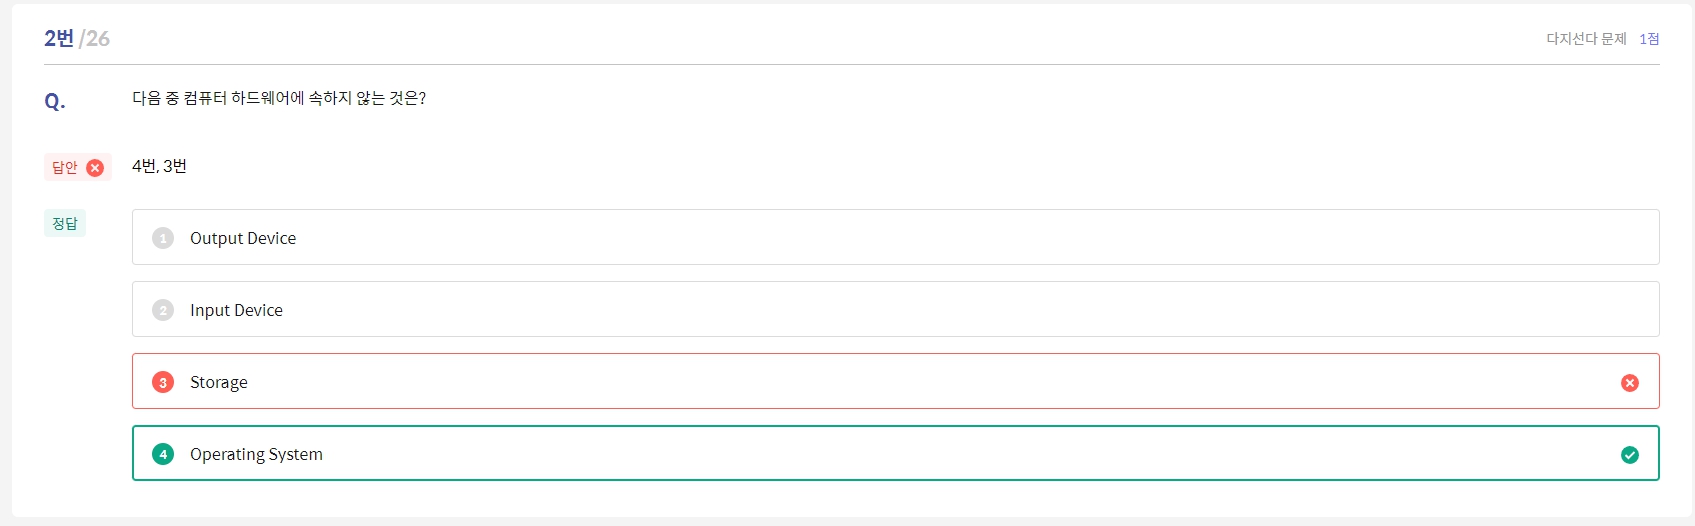 2번 /26
다지선다 문제 1점
Q. 다음 중 컴퓨터 하드웨어에 속하지 않는 것은?
답안 4번, 3번
정답
1 Output Device
2 Input Device
3 Storage
4 Operating System